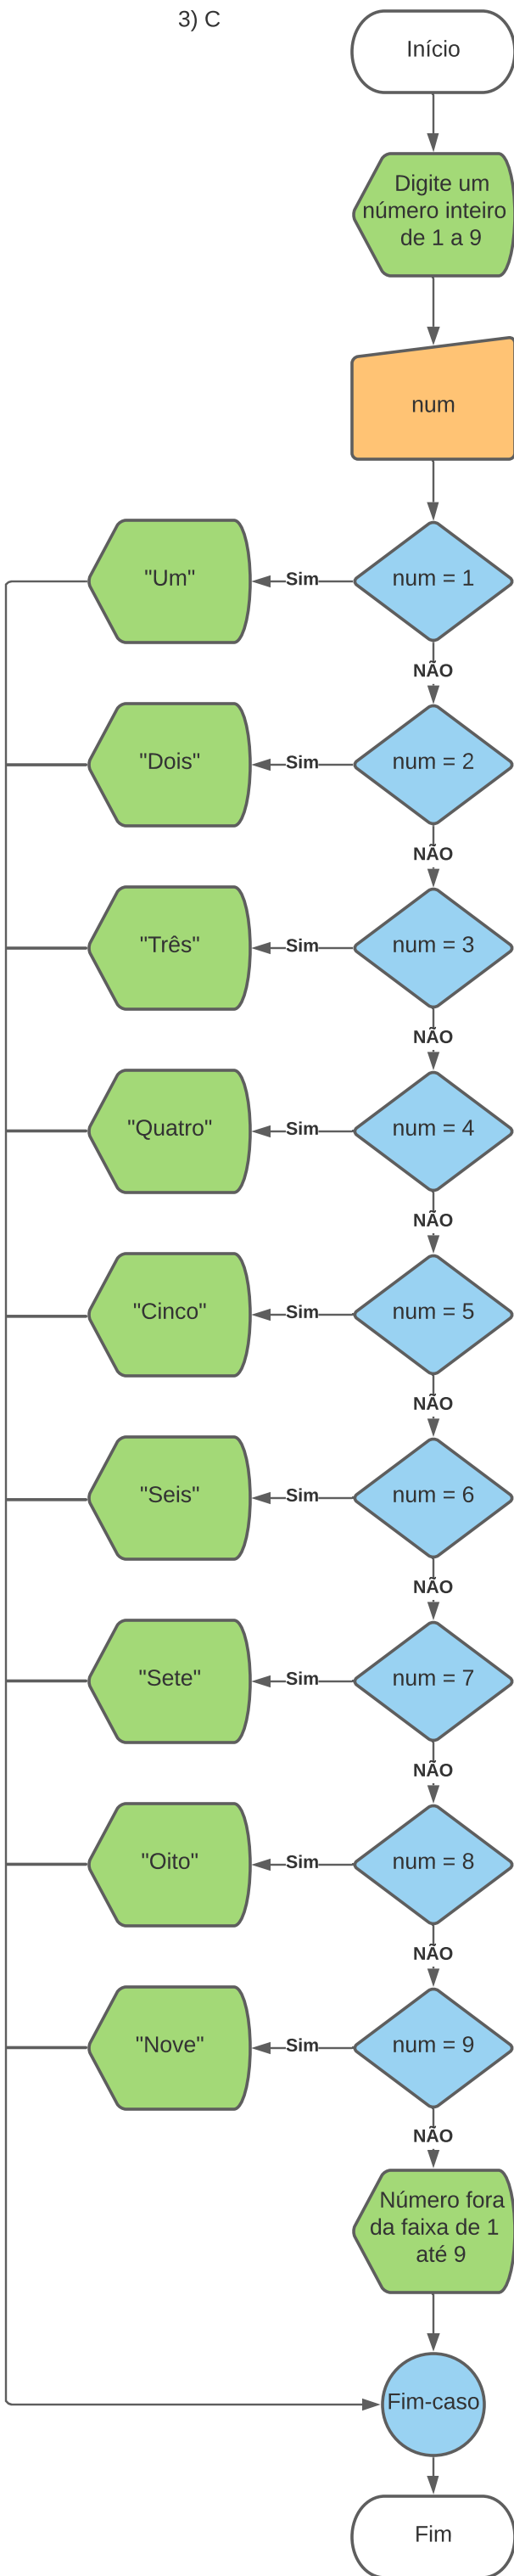 3) C
Início
Digite um
número inteiro
de 1 a 9
num
"Um"
Sim
num = 1
NÃO
"Dois"
Sim
num = 2
NÃO
"Três"
Sim
num = 3
NÃO
"Quatro"
Sim
num = 4
NÃO
"Cinco"
Sim
num = 5
NÃO
"Seis"
Sim
num = 6
NÃO
"Sete"
Sim
num = 7
NÃO
"Oito"
Sim
num = 8
NÃO
"Nove"
Sim
num = 9
NÃO
Número fora
da faixa de 1
até 9
Fim-caso
Fim